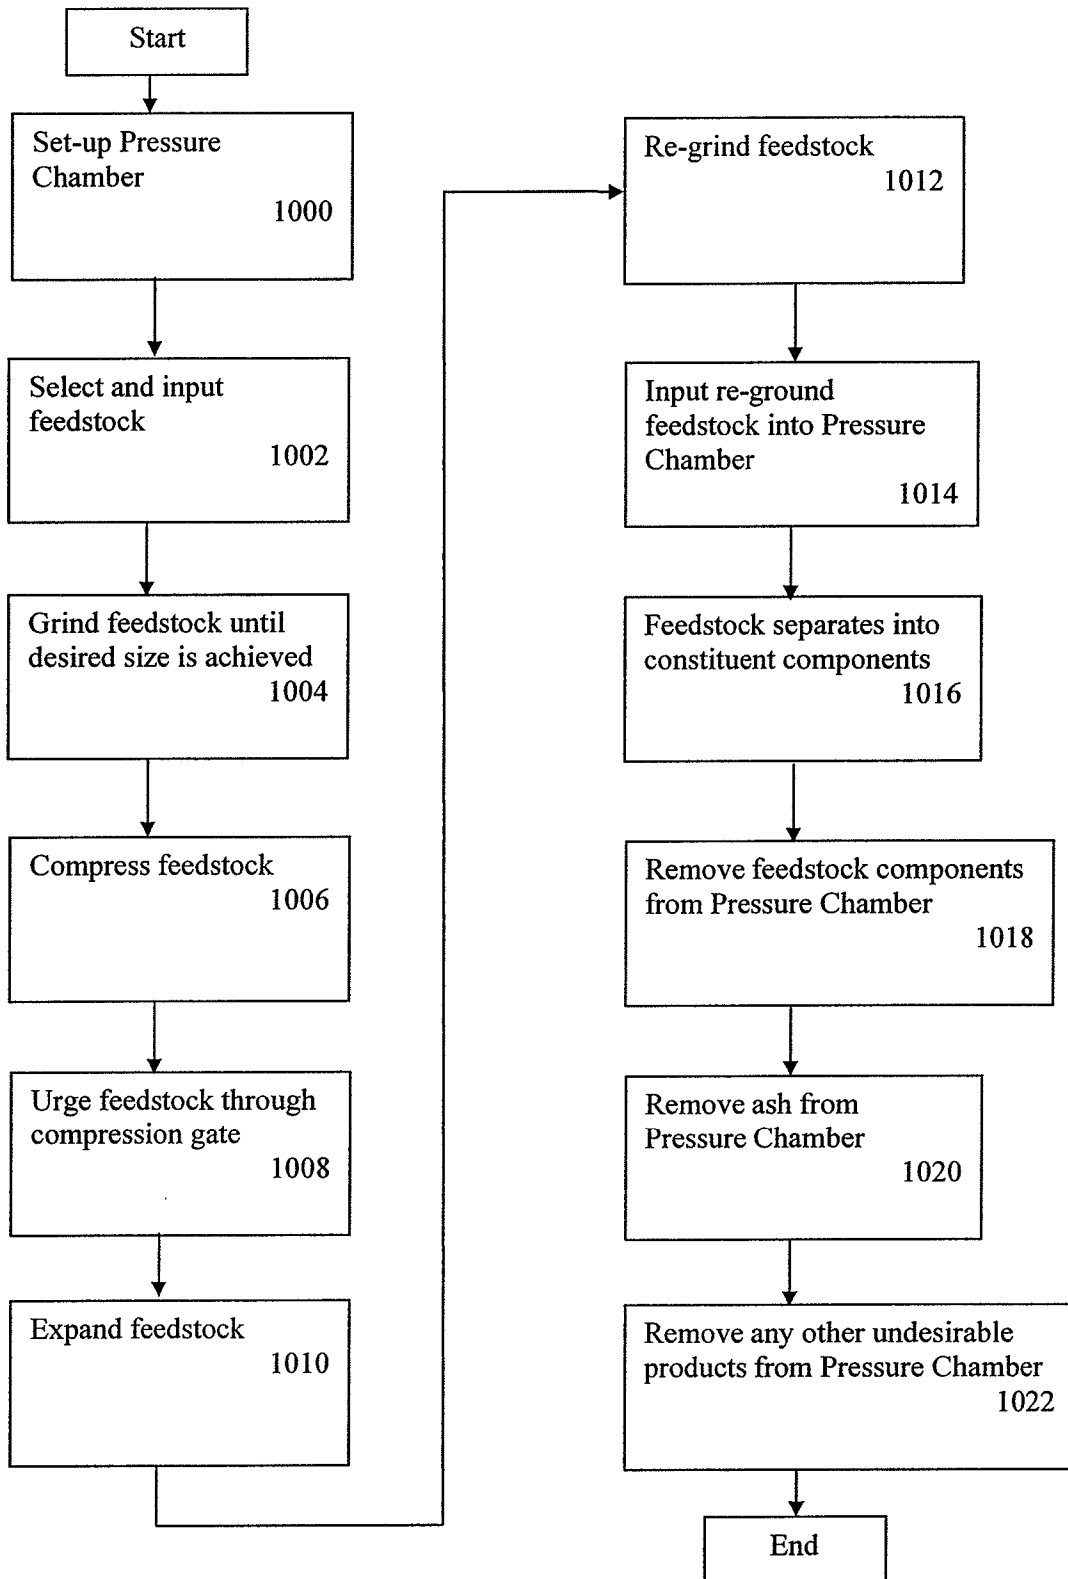 Start
Set-up Pressure
Chamber
1000
Select and input
feedstock
1002
Grind feedstock until
desired size is achieved
1004
Compress feedstock
1006
Urge feedstock through
compression gate
1008
Expand feedstock
1010
Re-grind feedstock
1012
Input re-ground
feedstock into Pressure
Chamber
1014
Feedstock separates into
constituent components
1016
Remove feedstock components
from Pressure Chamber
1018
Remove ash from
Pressure Chamber
1020
Remove any other undesirable
products from Pressure Chamber
1022
End